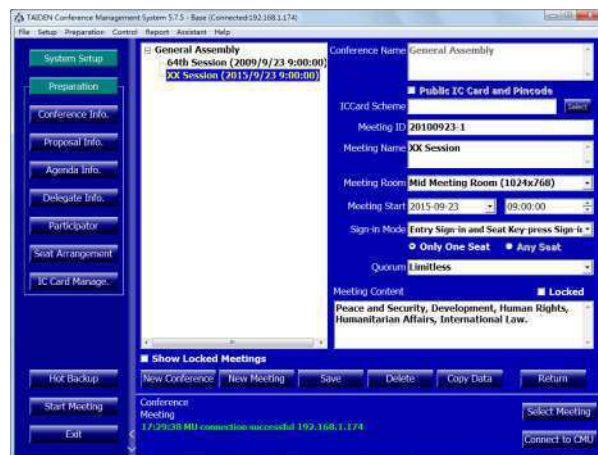 TAIDEN Conference Management System 5.7.5 - Base (Connected:192.168.1.174)
File Setup Preparation Control Report Assistant Help
System Setup
Preparation
Conference Info.
Proposal Info.
Agenda Info.
Delegate Info.
Participator
Seat Arrangement
IC Card Manage.
Hot Backup
Start Meeting
Exit
General Assembly
64th Session (2009/9/23 9:00:00)
XX Session (2015/9/23 9:00:00)
Show Locked Meetings
Conference Name General Assembly
Public IC Card and Pincode
ICCard Scheme Select
Meeting ID 20100923-1
Meeting Name XX Session
Meeting Room Mid Meeting Room (1024x768)
Meeting Start 2015-09-23 09:00:00
Sign-in Mode Entry Sign-in and Seat Key-press Sign-in
Only One Seat Any Seat
Quorum Limitless
Meeting Content Locked
Peace and Security, Development, Human Rights,
Humanitarian Affairs, International Law.
New Conference New Meeting Save Delete Copy Data Return
Conference
Meeting
17:29:38 MU connection successful 192.168.1.174
Select Meeting
Connect to CMU